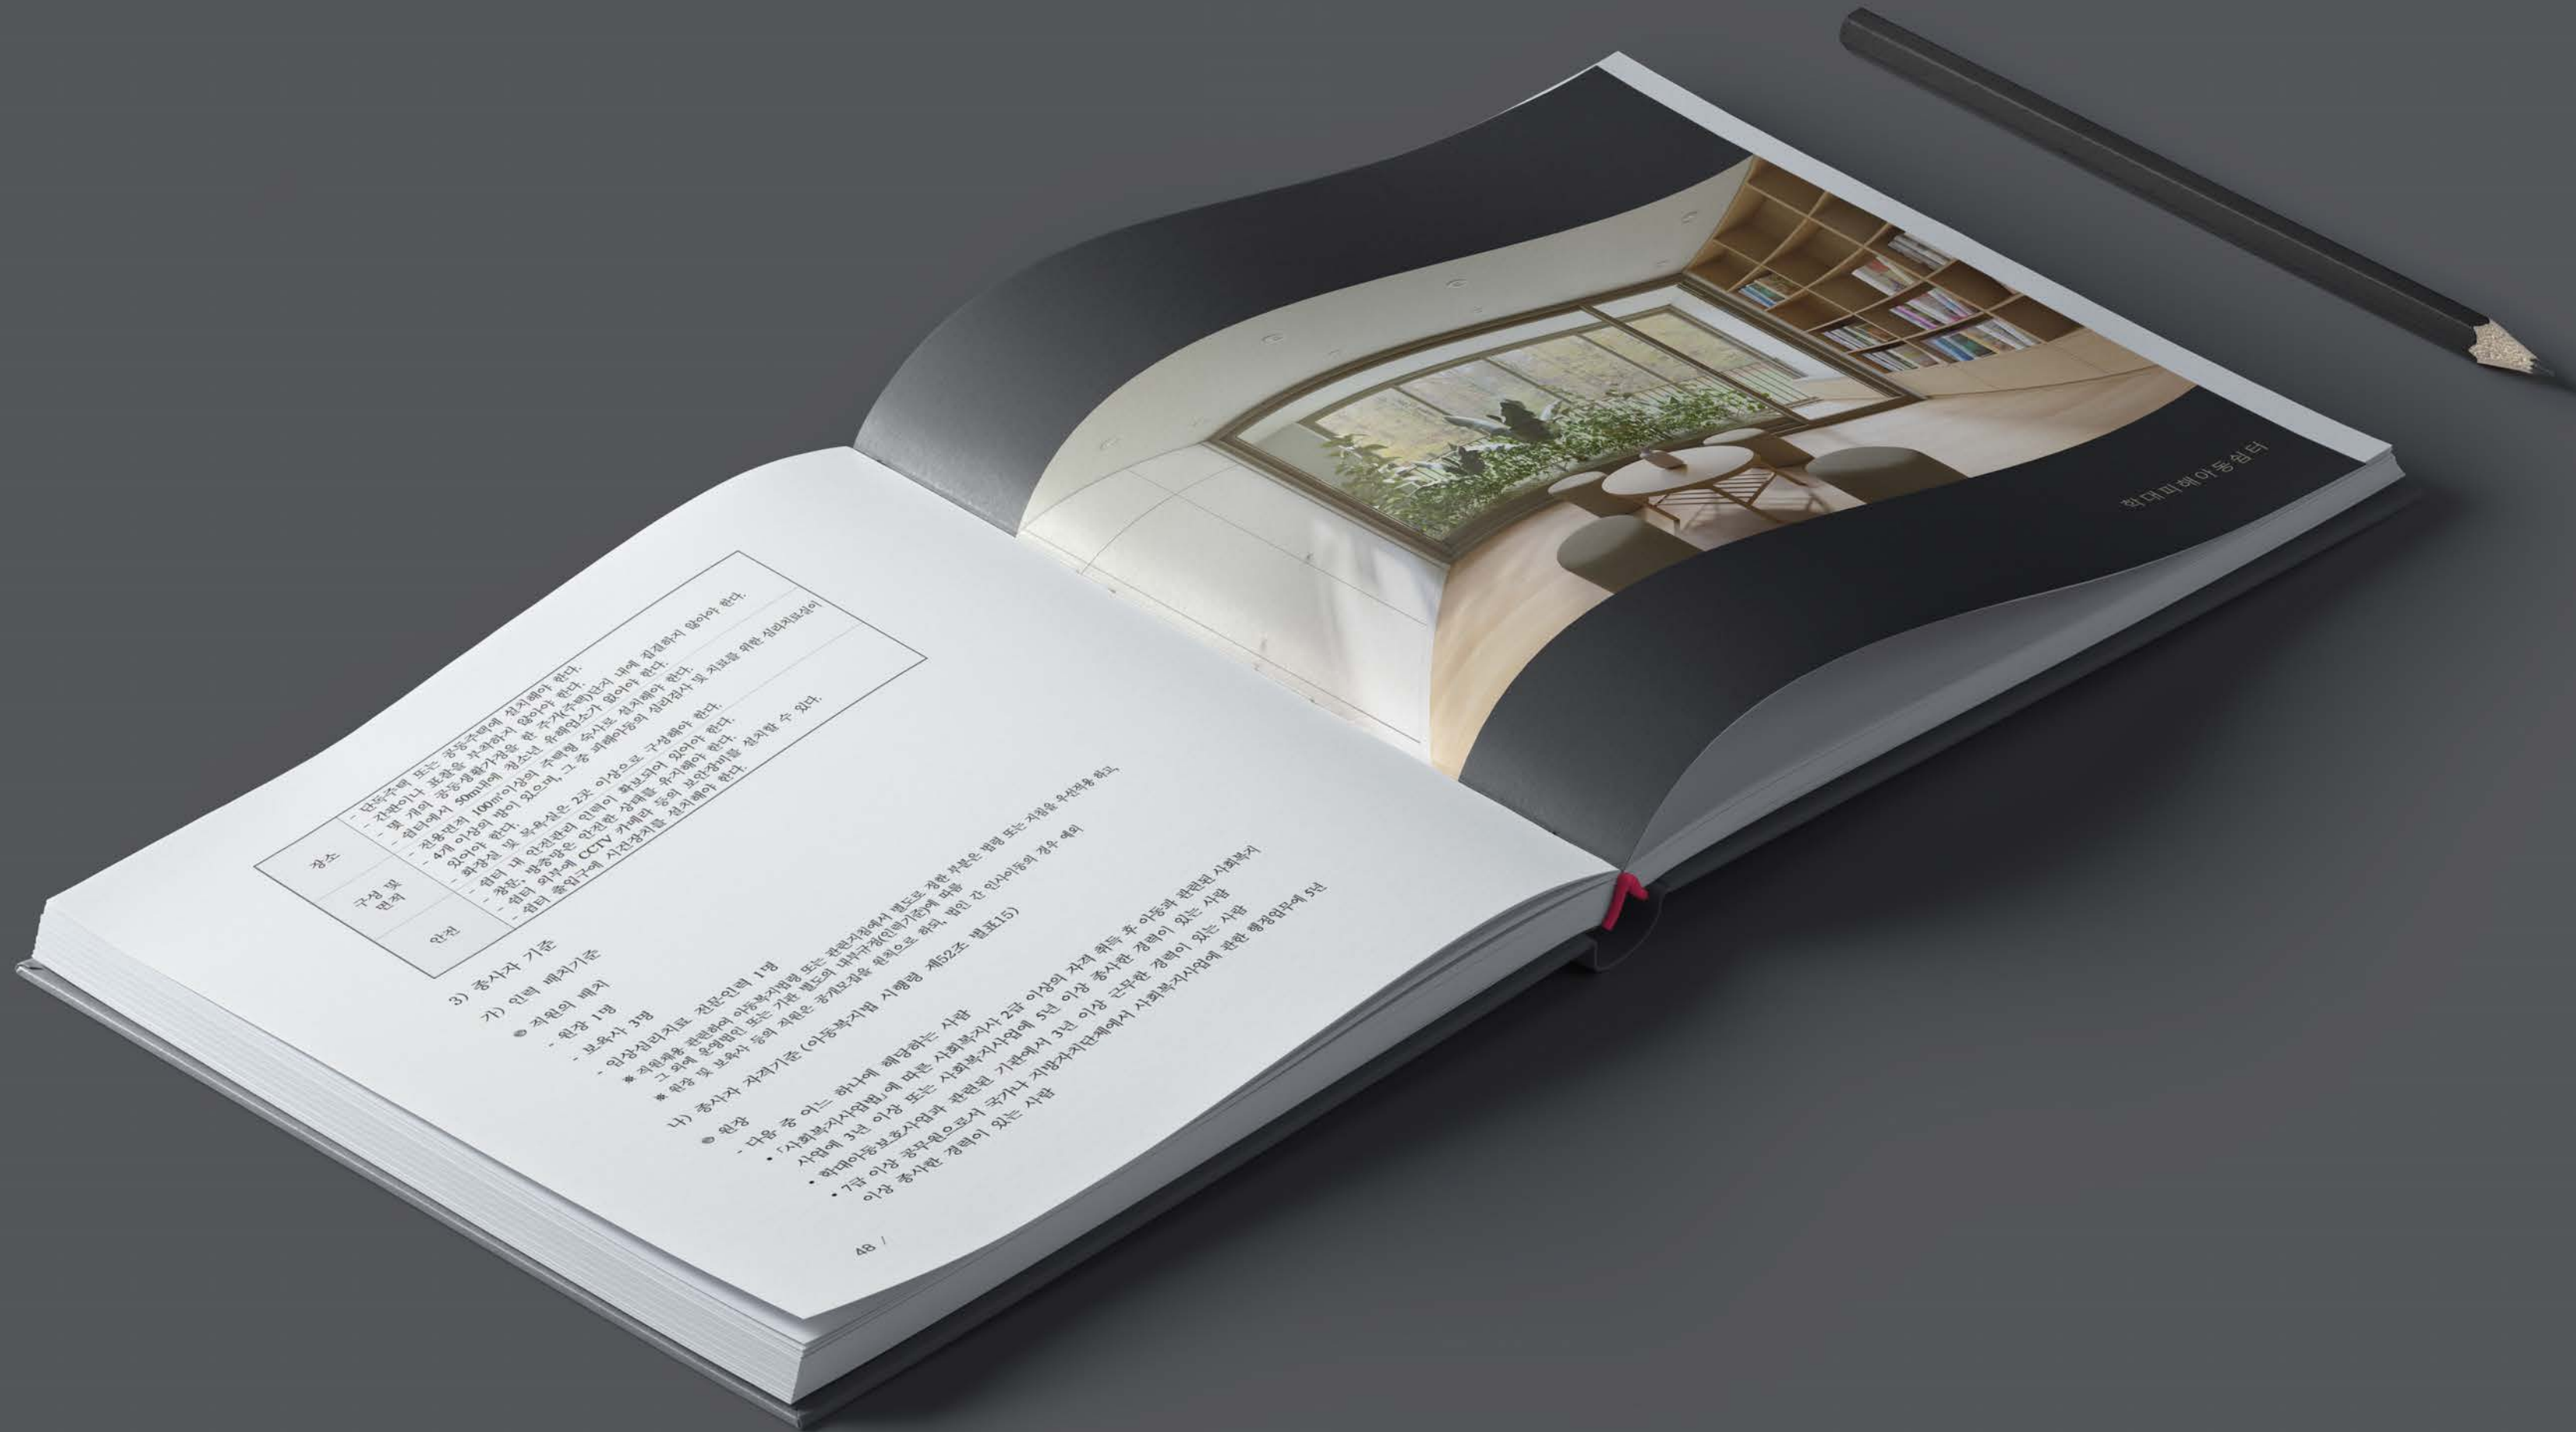 장소
- 단독주택 또는 공동주택에 설치해야 한다.
- 간판이나 표찰을 부착하지 않아야 한다.
- 몇 개의 공동생활가정을 한 주거(주택)단지 내에 집결하지 않아야 한다.
- 쉼터에서 50m내에 청소년 유해업소가 없어야 한다.
구성 및
면적
- 전용면적 100㎡이상의 주택형 숙사로 설치해야 한다.
- 4개 이상의 방이 있으며, 그 중 피해아동의 심리검사 및 치료를 위한 심리치료실이
있어야 한다.
- 화장실 및 목욕실은 2곳 이상으로 구성해야 한다.
안전
- 쉼터 내 안전관리 인력이 확보되어 있어야 한다.
- 창문, 방충망은 안전한 상태를 유지해야 한다.
- 쉼터 외부에 CCTV 카메라 등의 보안장비를 설치할 수 있다.
- 쉼터 출입구에 시건장치를 설치해야 한다.
3) 종사자 기준
가) 인력 배치기준
◎ 직원의 배치
- 원장 1명
- 보육사 3명
- 임상심리치료 전문인력 1명
※ 직원채용 관련하여 아동복지법령 또는 관련지침에서 별도로 정한 부분은 법령 또는 지침을 우선적용 하고,
그 외에 운영법인 또는 기관 별도의 내부규정(인력기준)에 따름
※ 원장 및 보육사 등의 직원은 공개모집을 원칙으로 하되, 법인 간 인사이동의 경우 예외
나) 종사자 자격기준 (아동복지법 시행령 제52조 별표15)
◎ 원장
- 다음 중 어느 하나에 해당하는 사람
• 「사회복지사업법」에 따른 사회복지사 2급 이상의 자격 취득 후 아동과 관련된 사회복지
사업에 3년 이상 또는 사회복지사업에 5년 이상 종사한 경력이 있는 사람
• 학대아동보호사업과 관련된 기관에서 3년 이상 근무한 경력이 있는 사람
• 7급 이상 공무원으로서 국가나 지방자치단체에서 사회복지사업에 관한 행정업무에 5년
이상 종사한 경력이 있는 사람
48 /
학대피해아동쉼터